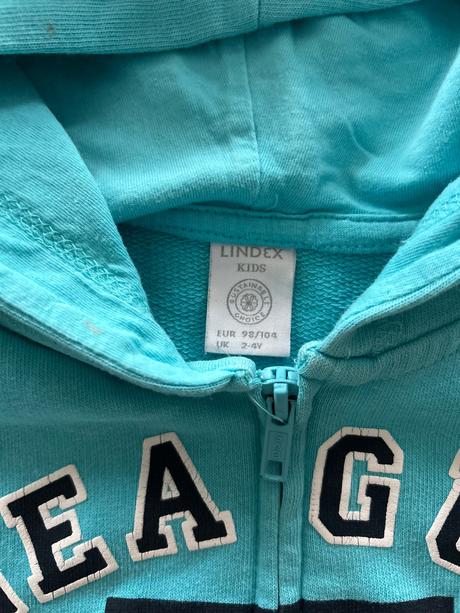 LINDEX
KIDS
SUSTAINABLE
CHOICE
EUR 98/104
UK 2-4Y
EAG